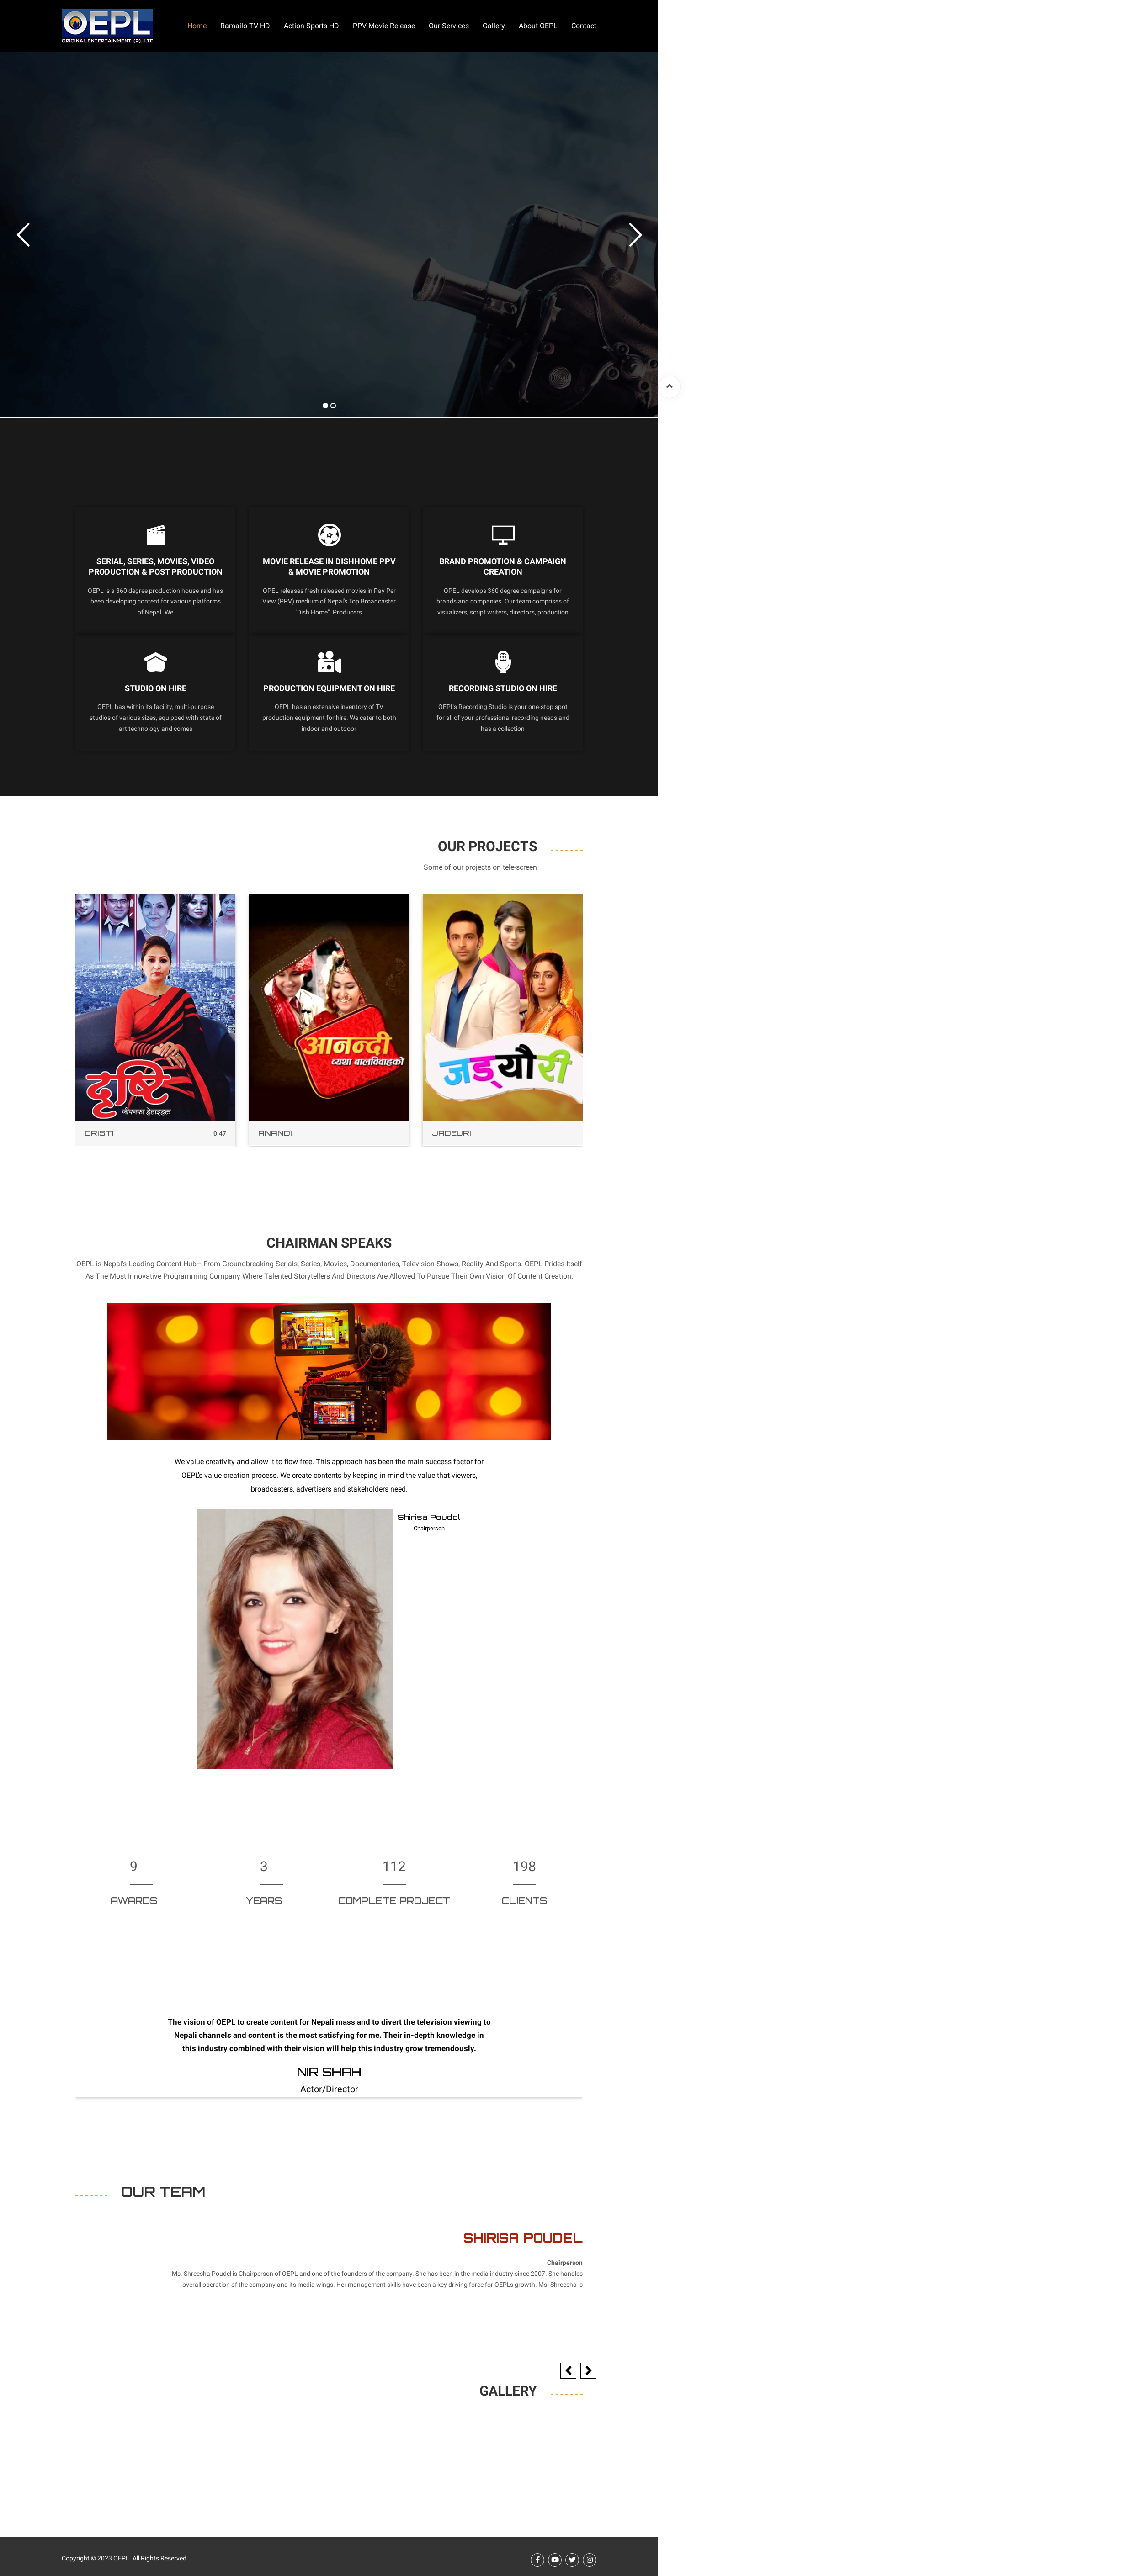 OEPL
ORIGINAL ENTERTAINMENT (P). LTD
Home
Ramailo TV HD
Action Sports HD
PPV Movie Release
Our Services
Gallery
About OEPL
Contact
SERIAL, SERIES, MOVIES, VIDEO
PRODUCTION & POST PRODUCTION
OEPL is a 360 degree production house and has
been developing content for various platforms
of Nepal. We
MOVIE RELEASE IN DISHHOME PPV
& MOVIE PROMOTION
OPEL releases fresh released movies in Pay Per
View (PPV) medium of Nepal's Top Broadcaster
"Dish Home". Producers
BRAND PROMOTION & CAMPAIGN
CREATION
OPEL develops 360 degree campaigns for
brands and companies. Our team comprises of
visualizers, script writers, directors, production
STUDIO ON HIRE
OEPL has within its facility, multi-purpose
studios of various sizes, equipped with state of
art technology and comes
PRODUCTION EQUIPMENT ON HIRE
OEPL has an extensive inventory of TV
production equipment for hire. We cater to both
indoor and outdoor
RECORDING STUDIO ON HIRE
OEPL's Recording Studio is your one-stop spot
for all of your professional recording needs and
has a collection
OUR PROJECTS
Some of our projects on tele-screen
दृष्टि
जीवनका हेराइहरू
DRISTI
0.47
आनन्दी
व्यथा बालविवाहको
ANANDI
जड्यौरी
JADEURI
CHAIRMAN SPEAKS
OEPL is Nepal's Leading Content Hub– From Groundbreaking Serials, Series, Movies, Documentaries, Television Shows, Reality And Sports. OEPL Prides Itself
As The Most Innovative Programming Company Where Talented Storytellers And Directors Are Allowed To Pursue Their Own Vision Of Content Creation.
We value creativity and allow it to flow free. This approach has been the main success factor for
OEPL's value creation process. We create contents by keeping in mind the value that viewers,
broadcasters, advertisers and stakeholders need.
Shirisa Poudel
Chairperson
9
AWARDS
3
YEARS
112
COMPLETE PROJECT
198
CLIENTS
The vision of OEPL to create content for Nepali mass and to divert the television viewing to
Nepali channels and content is the most satisfying for me. Their in-depth knowledge in
this industry combined with their vision will help this industry grow tremendously.
NIR SHAH
Actor/Director
OUR TEAM
SHIRISA POUDEL
Chairperson
Ms. Shreesha Poudel is Chairperson of OEPL and one of the founders of the company. She has been in the media industry since 2007. She handles
overall operation of the company and its media wings. Her management skills have been a key driving force for OEPL's growth. Ms. Shreesha is
GALLERY
Copyright © 2023 OEPL. All Rights Reserved.